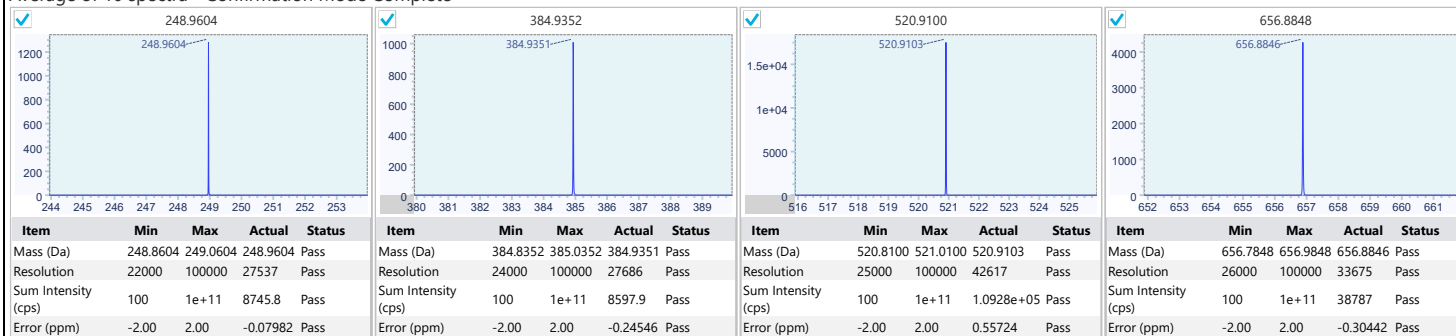 Average of 10 spectra - Confirmation Mode Complete
248.9604
248.9604
1200
1000
800
600
400
200
0
244 245 246 247 248 249 250 251 252 253
Item Min Max Actual Status
Mass (Da) 248.8604 249.0604 248.9604 Pass
Resolution 22000 100000 27537 Pass
Sum Intensity (cps) 100 1e+11 8745.8 Pass
Error (ppm) -2.00 2.00 -0.07982 Pass
384.9352
384.9351
1000
800
600
400
200
0
380 381 382 383 384 385 386 387 388 389
Item Min Max Actual Status
Mass (Da) 384.8352 385.0352 384.9351 Pass
Resolution 24000 100000 27686 Pass
Sum Intensity (cps) 100 1e+11 8597.9 Pass
Error (ppm) -2.00 2.00 -0.24546 Pass
520.9100
520.9103
1.5e+04
1e+04
5000
0
516 517 518 519 520 521 522 523 524 525
Item Min Max Actual Status
Mass (Da) 520.8100 521.0100 520.9103 Pass
Resolution 25000 100000 42617 Pass
Sum Intensity (cps) 100 1e+11 1.0928e+05 Pass
Error (ppm) -2.00 2.00 0.55724 Pass
656.8848
656.8846
4000
3000
2000
1000
0
652 653 654 655 656 657 658 659 660 661
Item Min Max Actual Status
Mass (Da) 656.7848 656.9848 656.8846 Pass
Resolution 26000 100000 33675 Pass
Sum Intensity (cps) 100 1e+11 38787 Pass
Error (ppm) -2.00 2.00 -0.30442 Pass